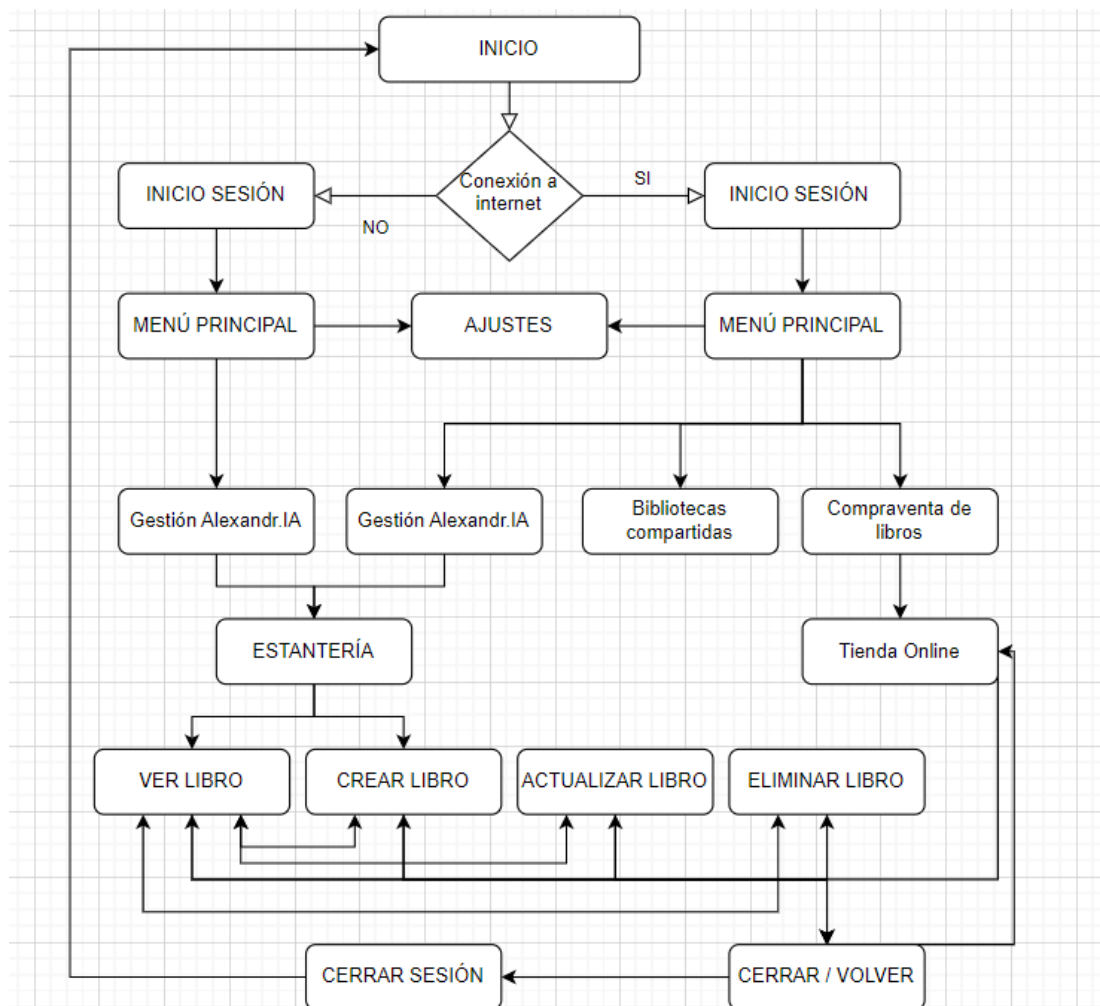 INICIO
Conexión a
internet
SI
NO
INICIO SESIÓN
INICIO SESIÓN
MENÚ PRINCIPAL
AJUSTES
MENÚ PRINCIPAL
Gestión Alexandr.IA
Gestión Alexandr.IA
Bibliotecas
compartidas
Compraventa de
libros
ESTANTERÍA
Tienda Online
VER LIBRO
CREAR LIBRO
ACTUALIZAR LIBRO
ELIMINAR LIBRO
CERRAR SESIÓN
CERRAR / VOLVER